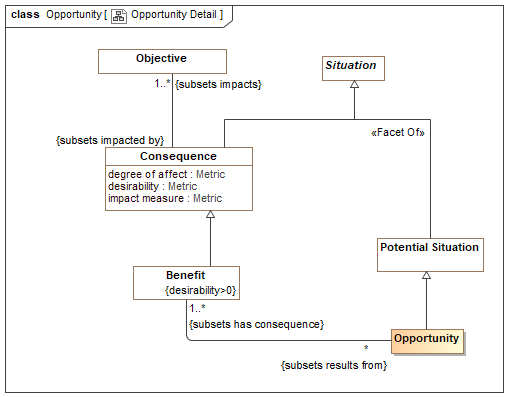 class Opportunity [ Opportunity Detail ]
Objective
Situation
1..* {subsets impacts}
«Facet Of»
{subsets impacted by}
Consequence
degree of affect : Metric
desirability : Metric
impact measure : Metric
Potential Situation
Benefit
{desirability>0}
1..*
{subsets has consequence}
Opportunity
*
{subsets results from}